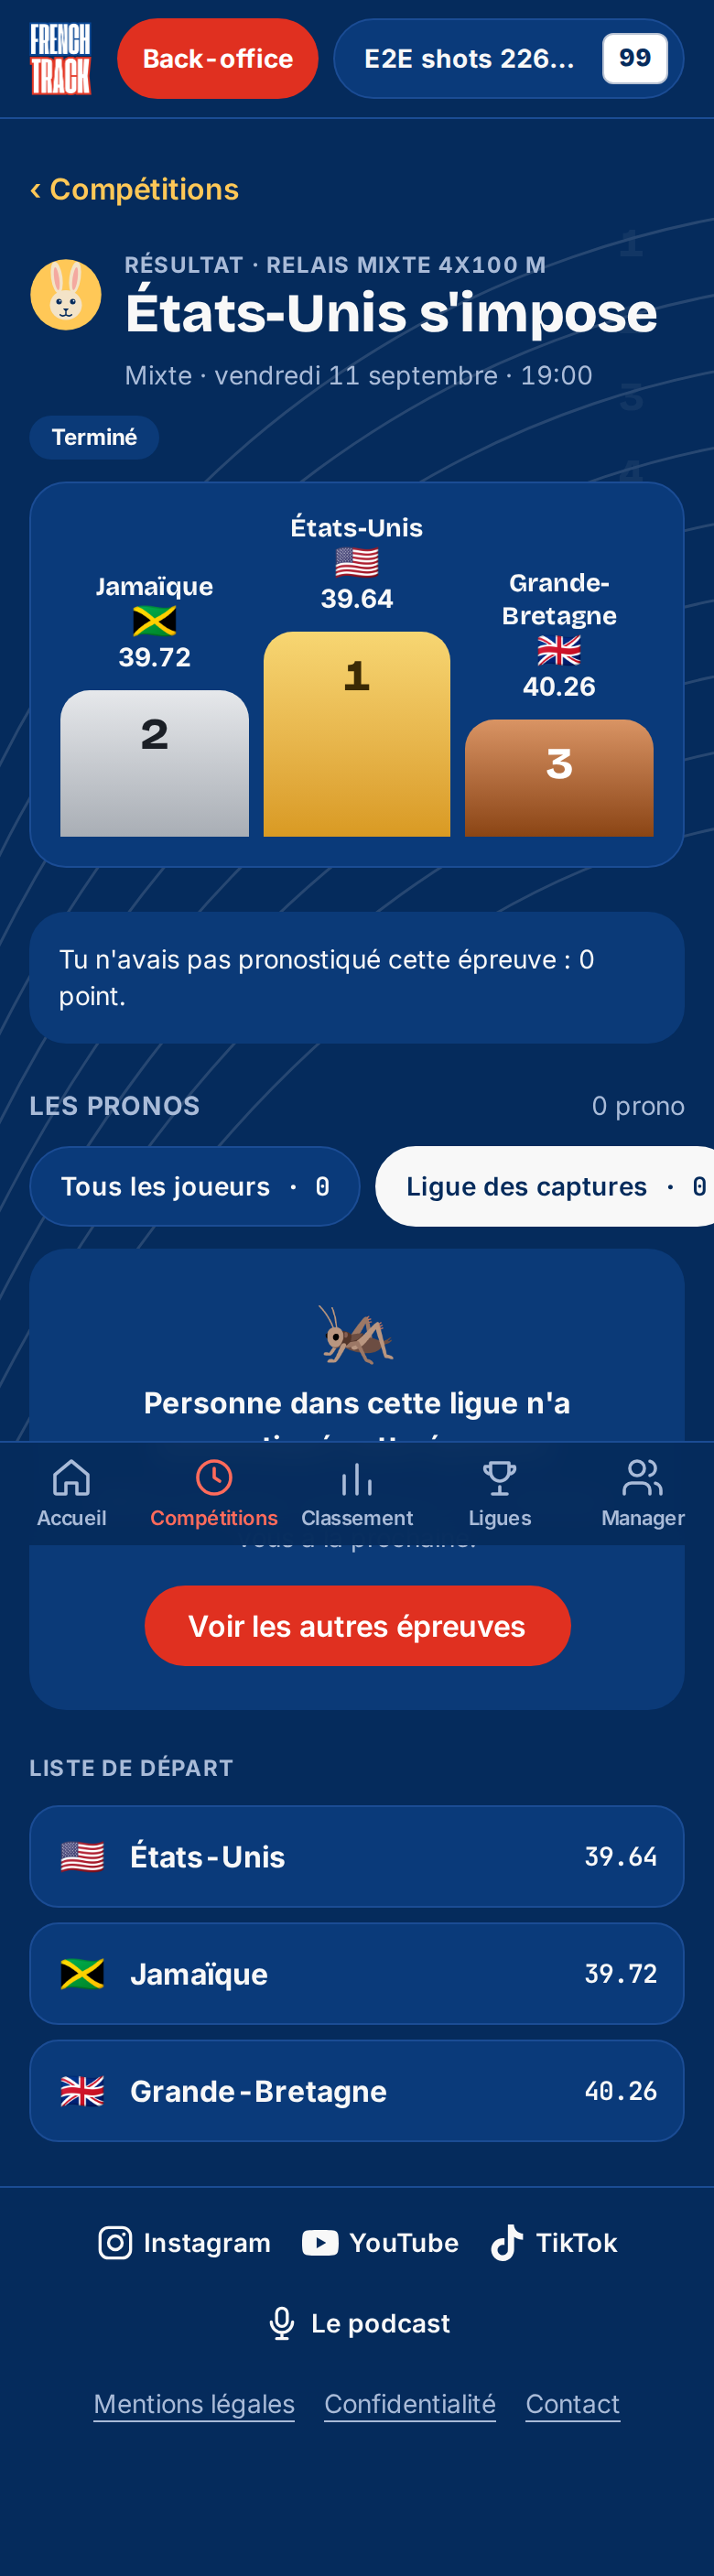 FRENCH
TRACK
Back-office
E2E shots 226...
99
‹ Compétitions
RÉSULTAT · RELAIS MIXTE 4X100 M
États-Unis s'impose
Mixte · vendredi 11 septembre · 19:00
1
3
4
Terminé
États-Unis
39.64
1
Jamaïque
39.72
2
Grande-
Bretagne
40.26
3
Tu n'avais pas pronostiqué cette épreuve : 0
point.
LES PRONOS
0 prono
Tous les joueurs · 0
Ligue des captures · 0
Personne dans cette ligue n'a
Accueil
Compétitions
Classement
Ligues
Manager
Voir les autres épreuves
LISTE DE DÉPART
États-Unis
39.64
Jamaïque
39.72
Grande-Bretagne
40.26
Instagram
YouTube
TikTok
Le podcast
Mentions légales
Confidentialité
Contact